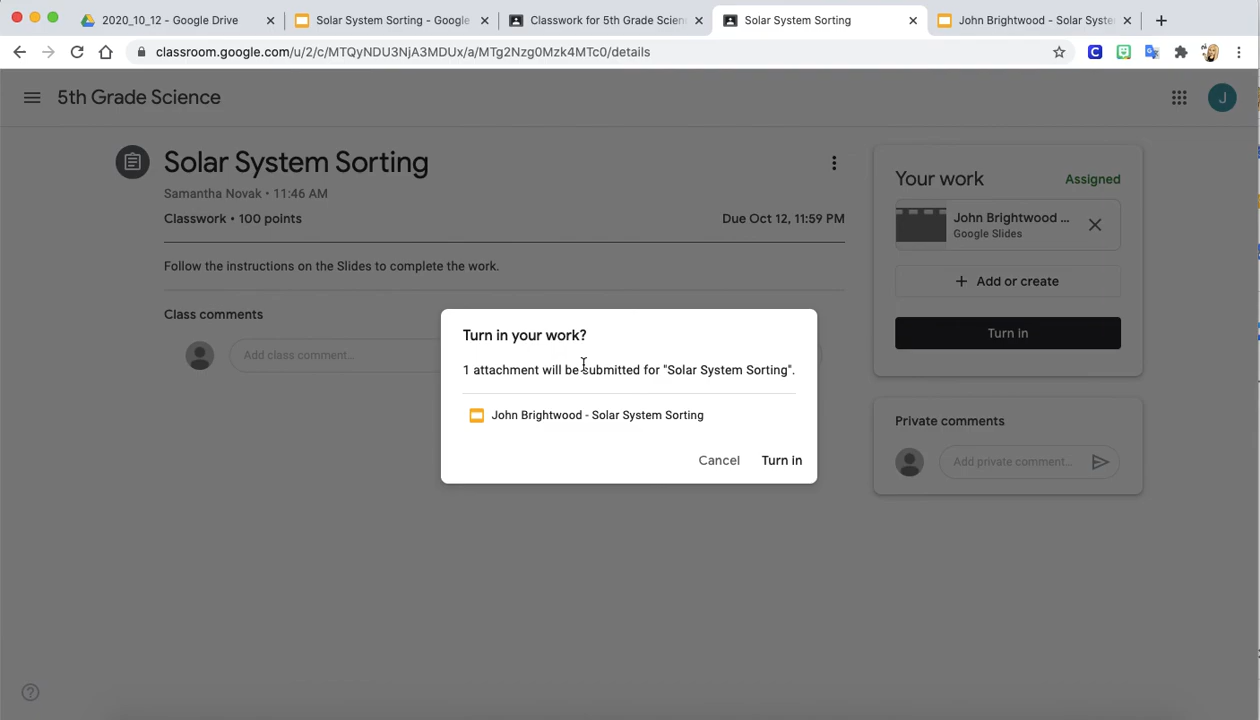 2020_10_12 - Google Drive
Solar System Sorting - Google
Classwork for 5th Grade Scien
Solar System Sorting
John Brightwood - Solar Syste
classroom.google.com/u/2/c/MTQyNDU3NjA3MDUx/a/MTg2Nzg0Mzk4MTc0/details
5th Grade Science
J
Solar System Sorting
Samantha Novak • 11:46 AM
Classwork • 100 points
Due Oct 12, 11:59 PM
Follow the instructions on the Slides to complete the work.
Class comments
Add class comment…
Your work
Assigned
John Brightwood ...
Google Slides
+ Add or create
Turn in
Private comments
Add private comment…
Turn in your work?
1 attachment will be submitted for "Solar System Sorting".
John Brightwood - Solar System Sorting
Cancel
Turn in